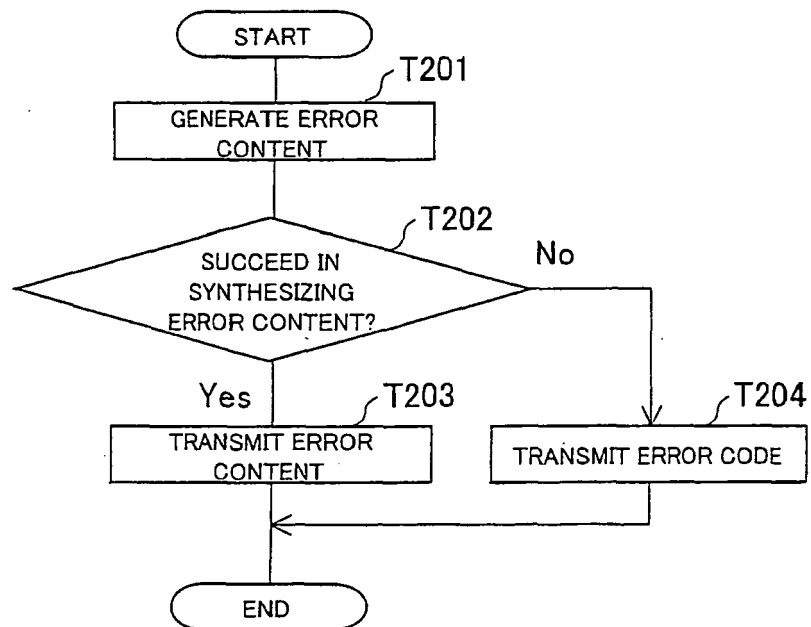 START
T201
GENERATE ERROR
CONTENT
T202
SUCCEED IN
SYNTHESIZING
ERROR CONTENT?
No
Yes
T203
TRANSMIT ERROR
CONTENT
T204
TRANSMIT ERROR CODE
END